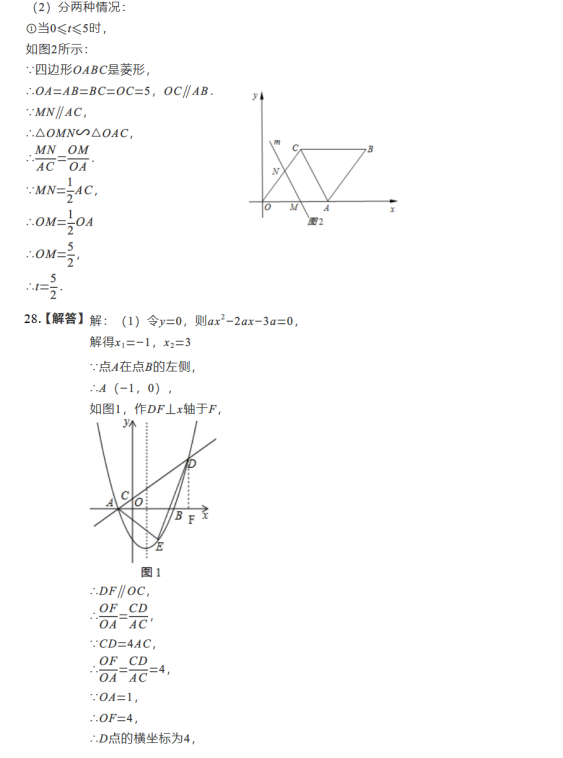 （2）分两种情况：
①当0⩽t⩽5时，
如图2所示：
∵四边形OABC是菱形，
∴OA=AB=BC=OC=5，OC∥AB．
∵MN∥AC，
∴△OMN∽△OAC，
∴MN/AC=OM/OA．
∵MN=1/2AC，
∴OM=1/2OA
∴OM=5/2，
∴t=5/2．
y
m
C
B
N
O
M
A
x
图2
28.【解答】解：（1）令y=0，则ax²−2ax−3a=0，
解得x₁=−1，x₂=3
∵点A在点B的左侧，
∴A（−1，0），
如图1，作DF⊥x轴于F，
y
D
C
A
O
B
F
x
E
图1
∴DF∥OC，
∴OF/OA=CD/AC，
∵CD=4AC，
∴OF/OA=CD/AC=4，
∵OA=1，
∴OF=4，
∴D点的横坐标为4，